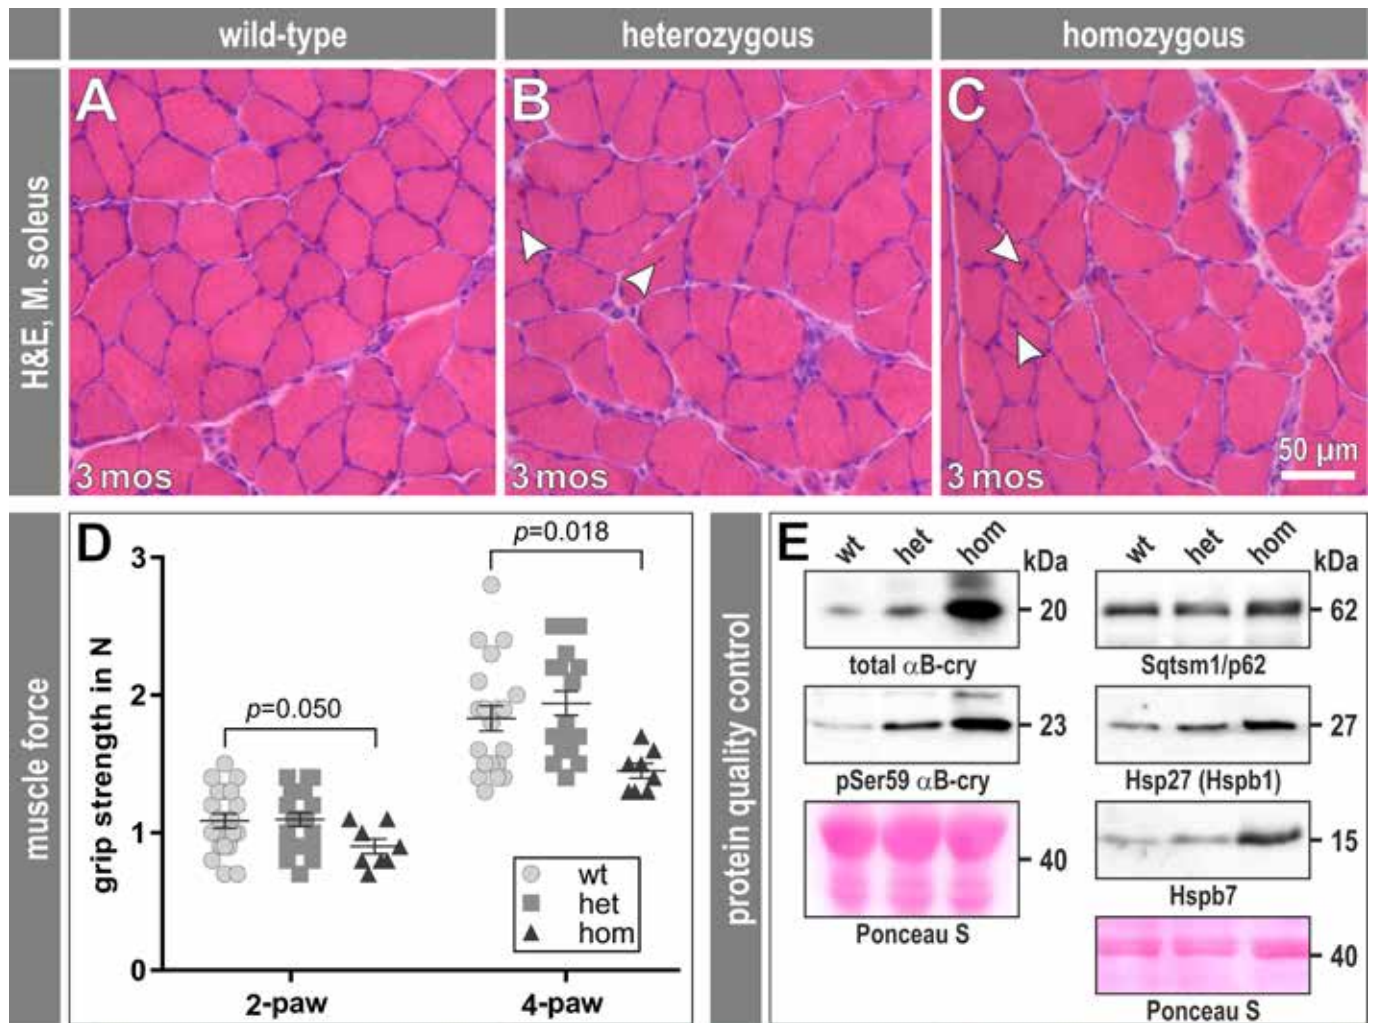 wild-type
heterozygous
homozygous
H&E, M. soleus
A
3 mos
B
3 mos
C
3 mos
50 µm
muscle force
D
grip strength in N
3
2
1
0
p=0.050
p=0.018
wt
het
hom
2-paw
4-paw
protein quality control
E
wt
het
hom
kDa
20
total αB-cry
23
pSer59 αB-cry
40
Ponceau S
wt
het
hom
kDa
62
Sqtsm1/p62
27
Hsp27 (Hspb1)
15
Hspb7
40
Ponceau S